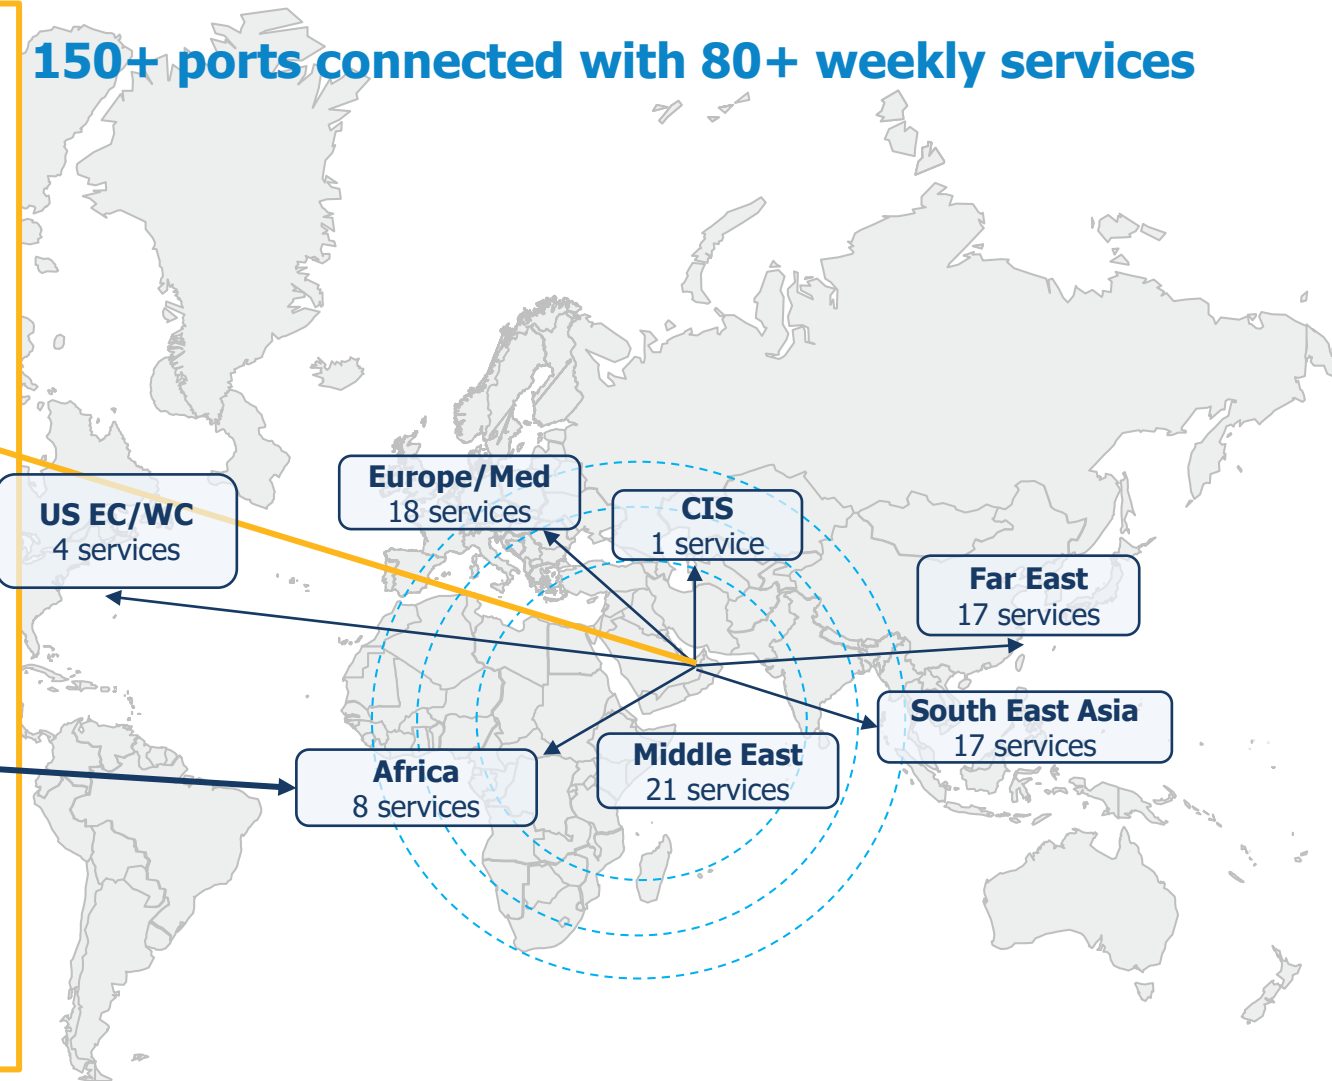 150+ ports connected with 80+ weekly services
Europe/Med
18 services
CIS
1 service
US EC/WC
4 services
Far East
17 services
South East Asia
17 services
Middle East
21 services
Africa
8 services